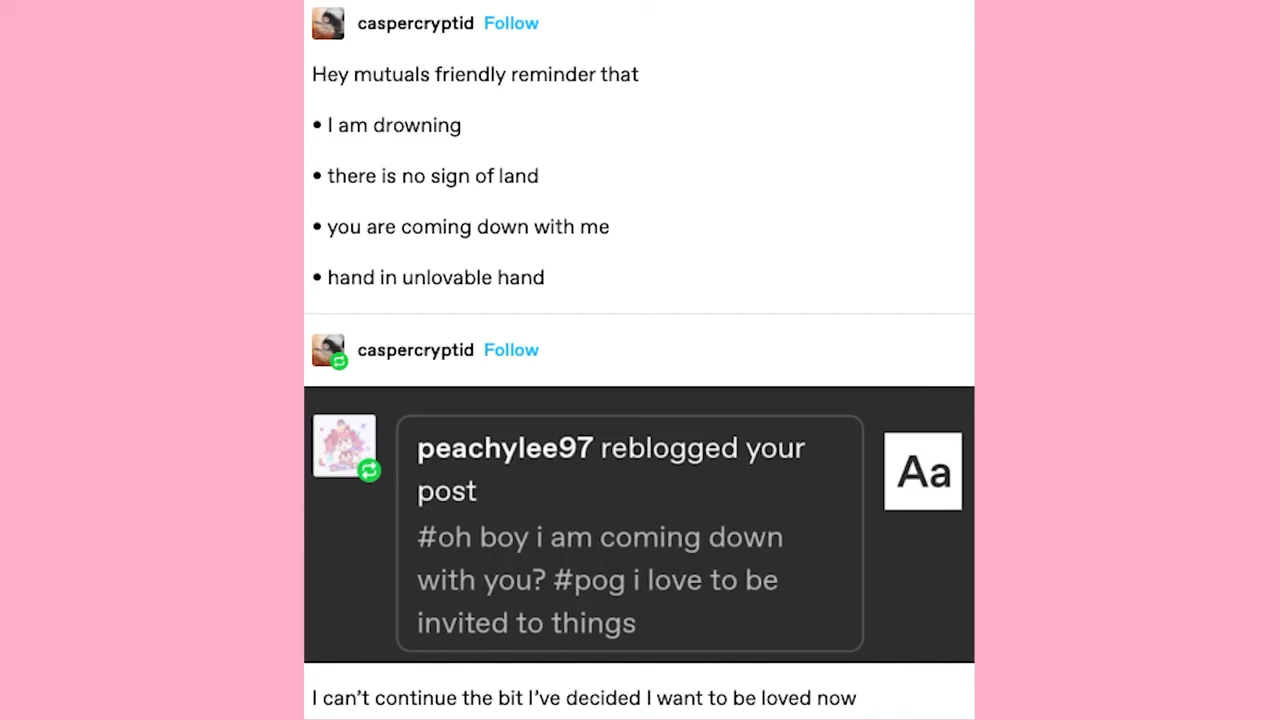 caspercryptid Follow
Hey mutuals friendly reminder that
• I am drowning
• there is no sign of land
• you are coming down with me
• hand in unlovable hand
caspercryptid Follow
peachylee97 reblogged your
post
#oh boy i am coming down
with you? #pog i love to be
invited to things
Aa
I can’t continue the bit I’ve decided I want to be loved now